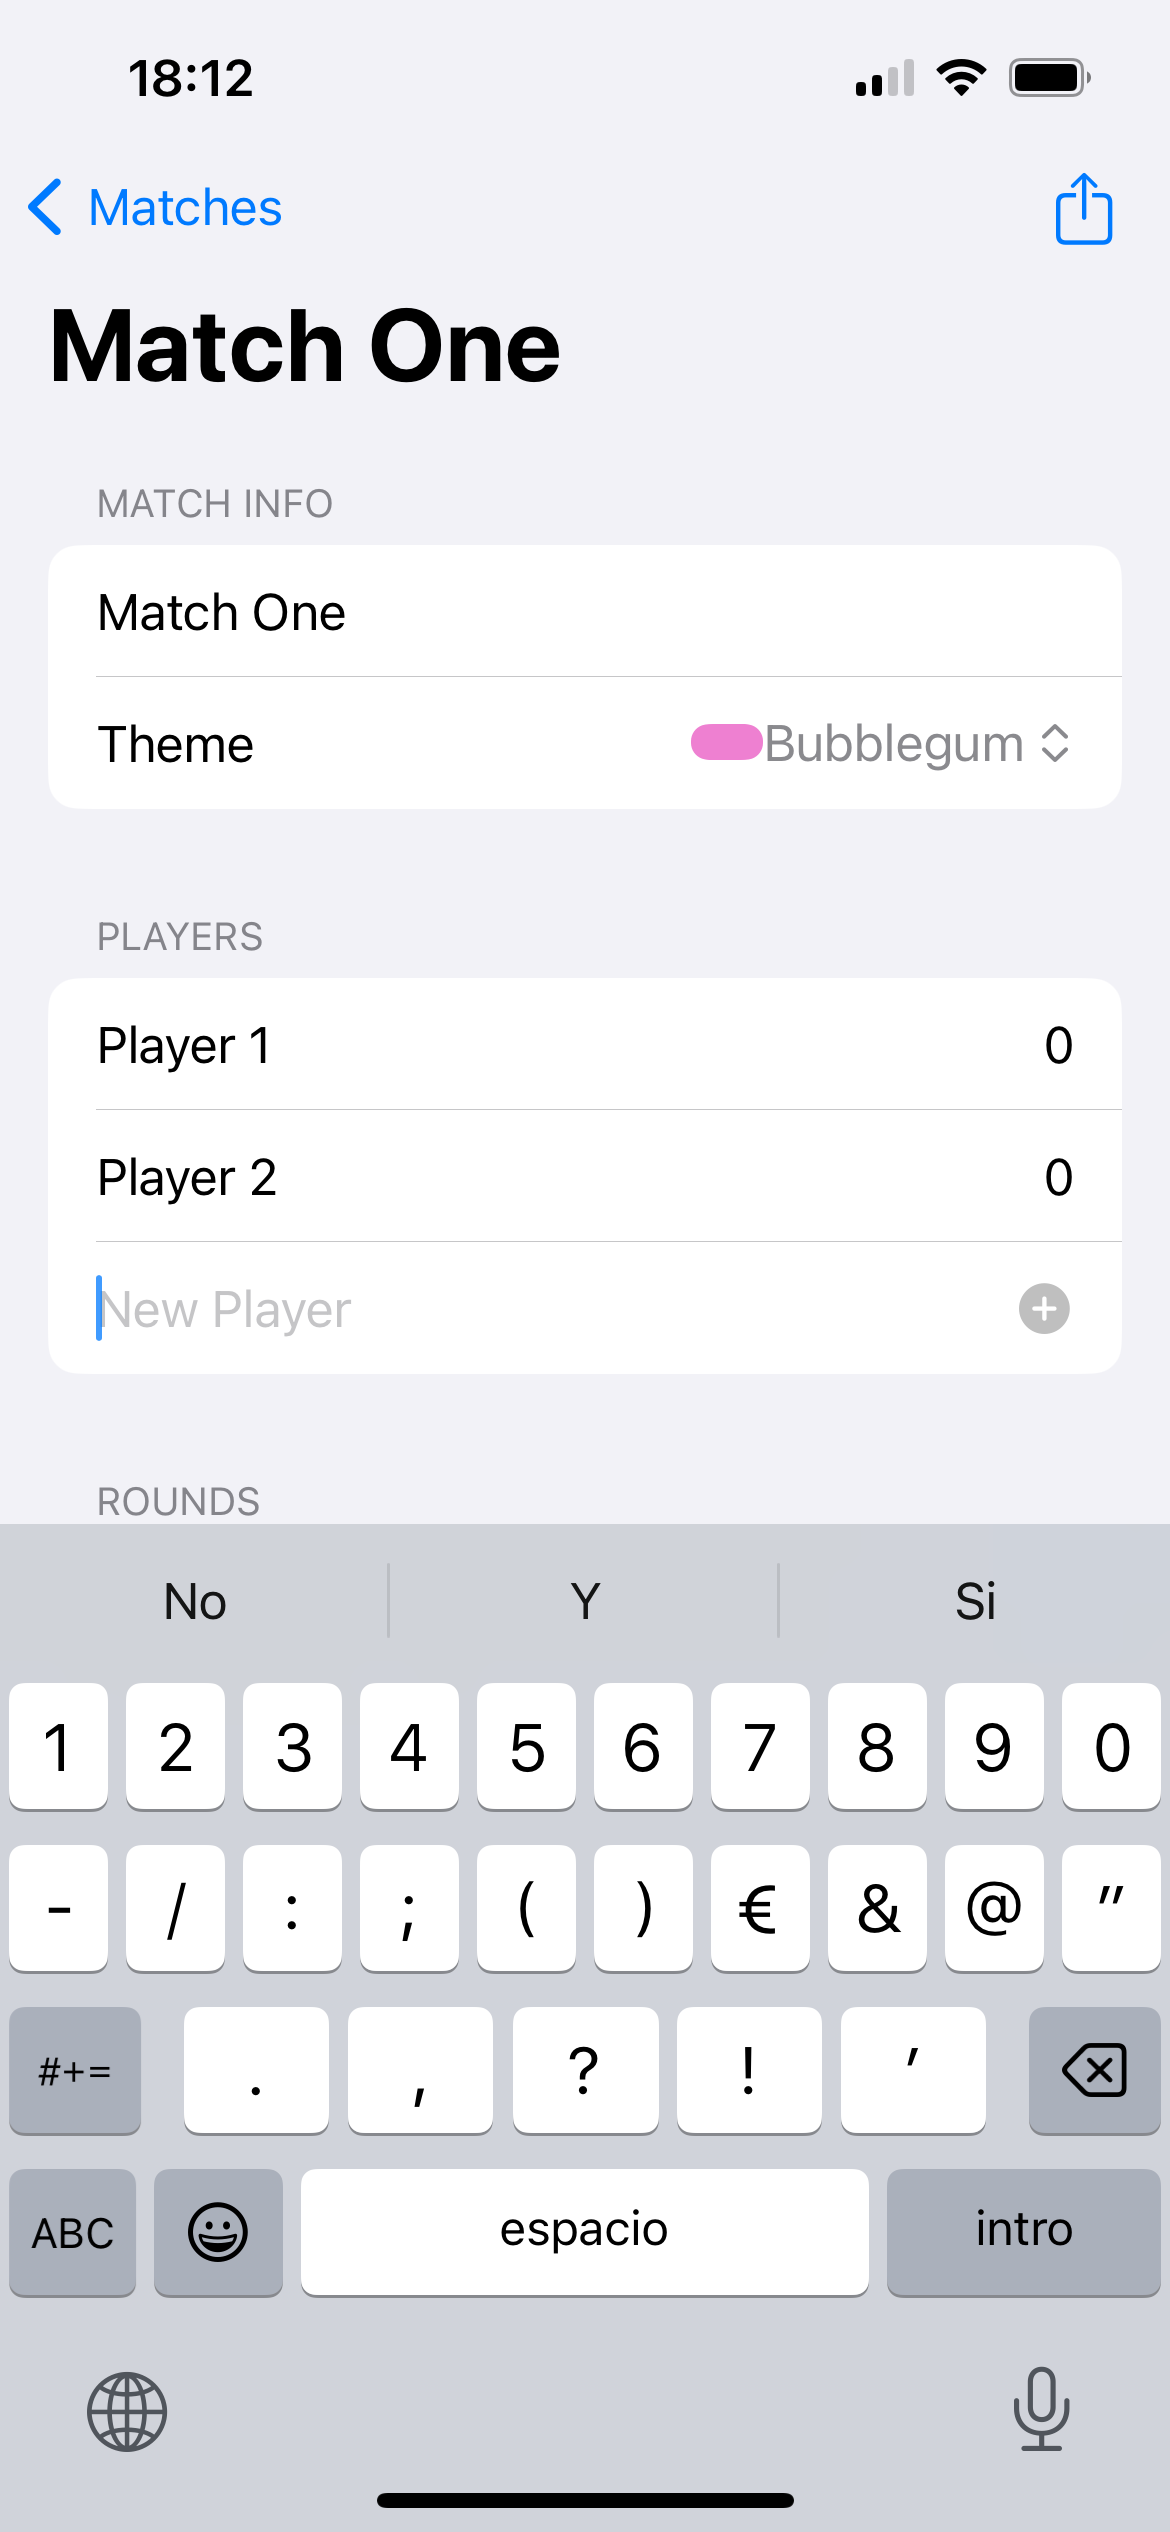 18:12
Matches
Match One
MATCH INFO
Match One
Theme Bubblegum
PLAYERS
Player 1 0
Player 2 0
New Player
ROUNDS
No Y Si
1 2 3 4 5 6 7 8 9 0
- / : ; ( ) € & @ "
#+= . , ? ! '
ABC espacio intro